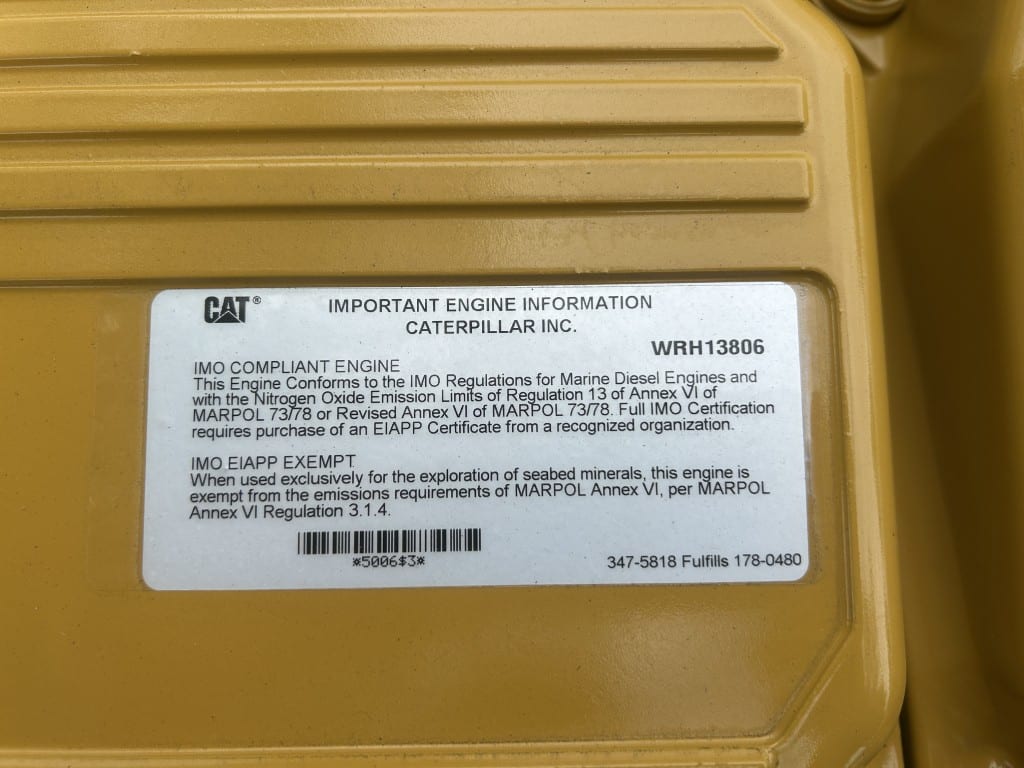 CAT® IMPORTANT ENGINE INFORMATION
CATERPILLAR INC.
WRH13806
IMO COMPLIANT ENGINE
This Engine Conforms to the IMO Regulations for Marine Diesel Engines and
with the Nitrogen Oxide Emission Limits of Regulation 13 of Annex VI of
MARPOL 73/78 or Revised Annex VI of MARPOL 73/78. Full IMO Certification
requires purchase of an EIAPP Certificate from a recognized organization.
IMO EIAPP EXEMPT
When used exclusively for the exploration of seabed minerals, this engine is
exempt from the emissions requirements of MARPOL Annex VI, per MARPOL
Annex VI Regulation 3.1.4.
*5006$3*
347-5818 Fulfills 178-0480